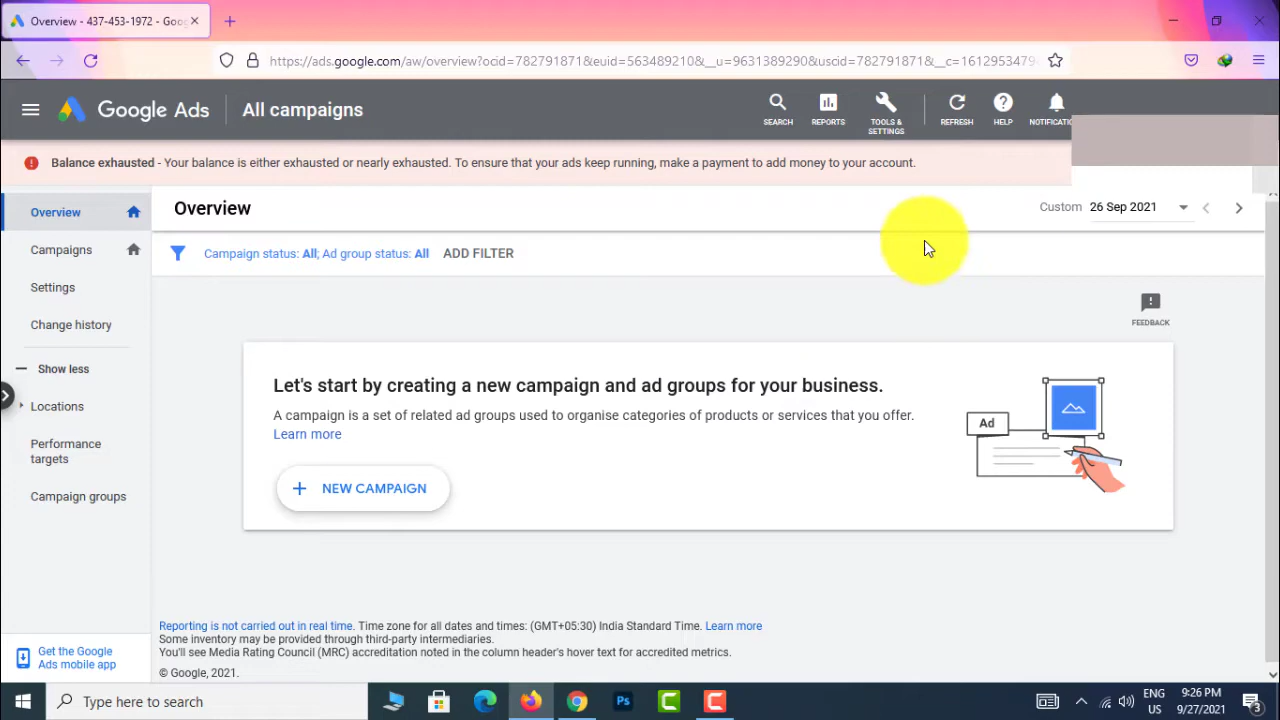 Overview - 437-453-1972 - Goo
https://ads.google.com/aw/overview?ocid=782791871&euid=563489210&__u=9631389290&uscid=782791871&__c=1612953479
Google Ads
All campaigns
SEARCH
REPORTS
TOOLS &
SETTINGS
REFRESH
HELP
NOTIFICATIO
Balance exhausted - Your balance is either exhausted or nearly exhausted. To ensure that your ads keep running, make a payment to add money to your account.
Overview
Campaigns
Settings
Change history
Show less
Locations
Performance
targets
Campaign groups
Get the Google
Ads mobile app
Overview
Custom 26 Sep 2021
Campaign status: All; Ad group status: All ADD FILTER
FEEDBACK
Let's start by creating a new campaign and ad groups for your business.
A campaign is a set of related ad groups used to organise categories of products or services that you offer.
Learn more
NEW CAMPAIGN
Ad
Reporting is not carried out in real time. Time zone for all dates and times: (GMT+05:30) India Standard Time. Learn more
Some inventory may be provided through third-party intermediaries.
You'll see Media Rating Council (MRC) accreditation noted in the column header's hover text for accredited metrics.
© Google, 2021.
Type here to search
Ps
C
C
ENG
US
9:26 PM
9/27/2021
3